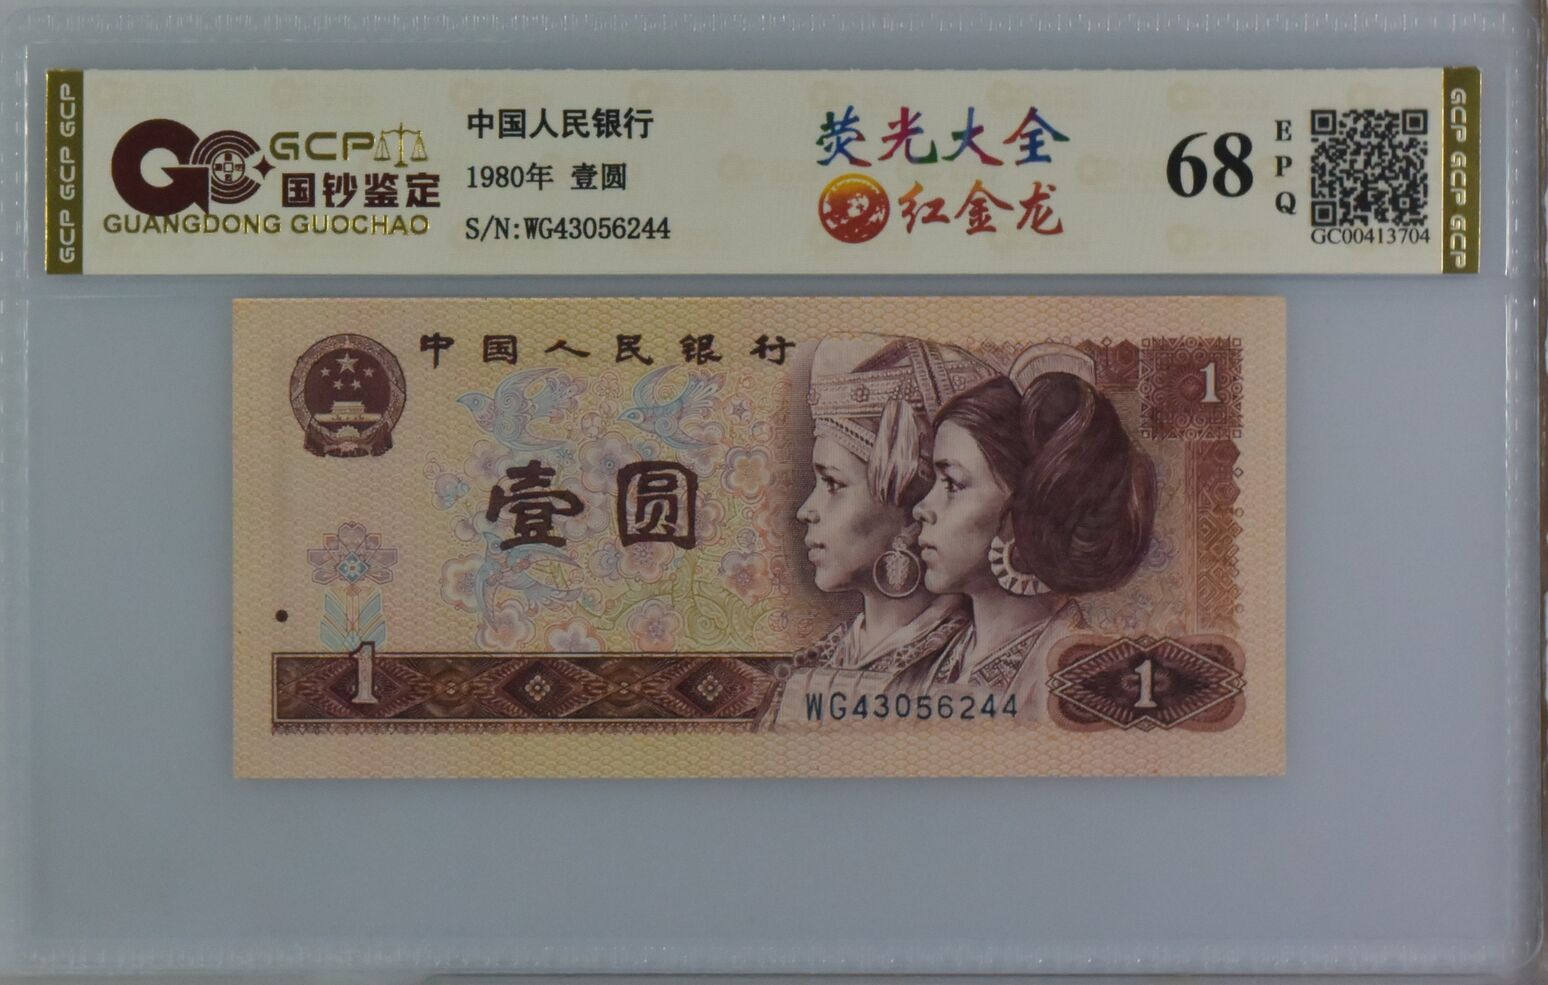 GCP GCP GCP
GCP
国钞鉴定
GUANGDONG GUOCHAO
中国人民银行
1980年 壹圆
S/N:WG43056244
荧光大全
红金龙
68
EPQ
GC00413704
GCP GCP GCP
中国人民银行
1
壹圆
1
WG43056244
1